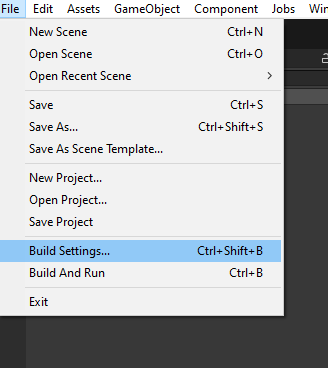 File Edit Assets GameObject Component Jobs
New Scene Ctrl+N
Open Scene Ctrl+O
Open Recent Scene >
Save Ctrl+S
Save As... Ctrl+Shift+S
Save As Scene Template...
New Project...
Open Project...
Save Project
Build Settings... Ctrl+Shift+B
Build And Run Ctrl+B
Exit